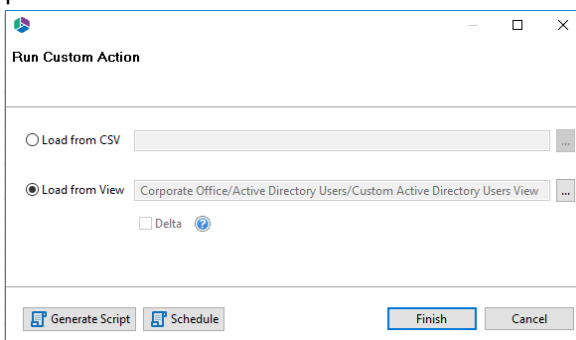 Run Custom Action
Load from CSV
...
Load from View Corporate Office/Active Directory Users/Custom Active Directory Users View ...
Delta ?
Generate Script Schedule Finish Cancel